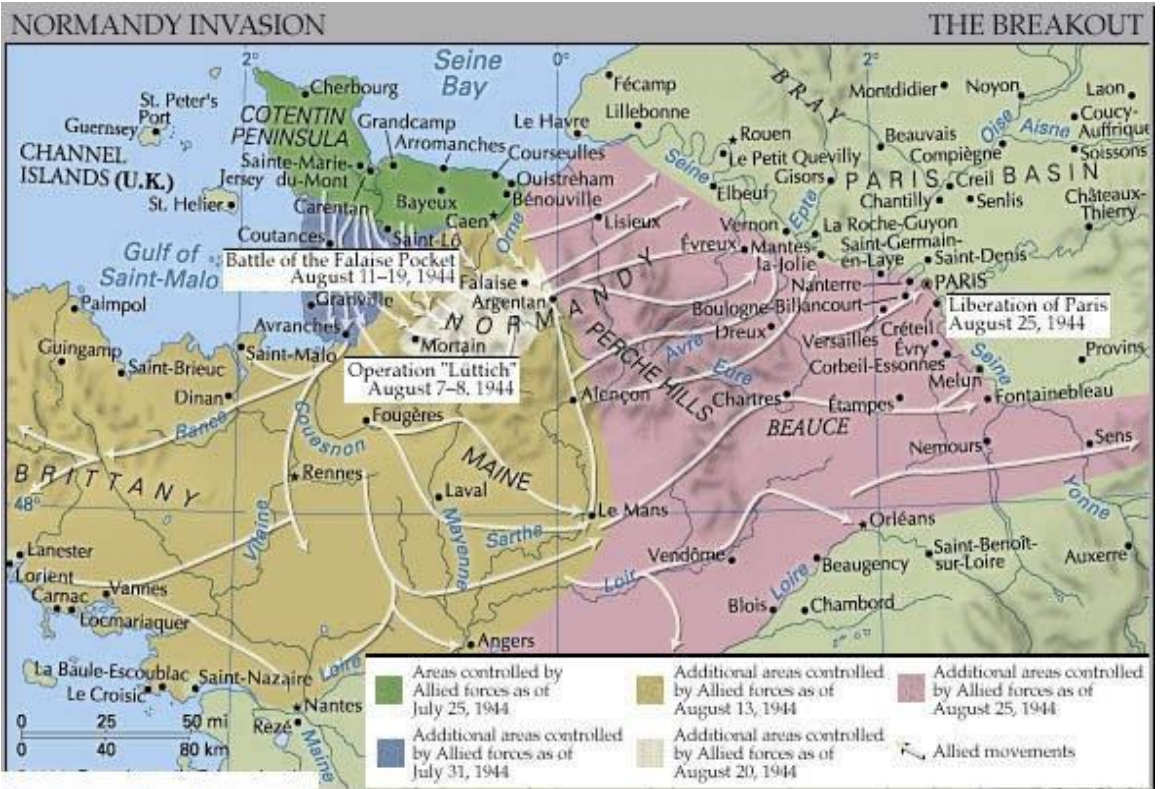 NORMANDY INVASION
THE BREAKOUT
2°
0°
2°
Seine
Bay
Cherbourg
St. Peter's
Port
Guernsey
COTENTIN
PENINSULA
Grandcamp
Arromanches
Le Havre
Fécamp
Lillebonne
BRAY
Montdidier
Noyon
Laon
Coucy-
Auffrique
Oise
Aisne
Rouen
Beauvais
Compiègne
Soissons
CHANNEL
ISLANDS (U.K.)
Sainte-Marie-
du-Mont
Jersey
Courseulles
Ouistreham
Bénouville
Seine
Le Petit Quevilly
Gisors
PARIS BASIN
Creil
Château-
Thierry
St. Helier
Carentan
Bayeux
Caen
Orne
Elbeuf
Epte
Chantilly
Senlis
Lisieux
Vernon
La Roche-Guyon
Coutances
Saint-Lô
Évreux
Mantes-
la-Jolie
Saint-Germain-
en-Laye
Saint-Denis
Gulf of
Saint-Malo
Battle of the Falaise Pocket
August 11–19, 1944
Falaise
Argentan
NORMANDY
Nanterre
PARIS
Boulogne-Billancourt
Liberation of Paris
August 25, 1944
Paimpol
Granville
Avranches
Mortain
PERCHE HILLS
Dreux
Versailles
Créteil
Évry
Avre
Corbeil-Essonnes
Seine
Provins
Guingamp
Saint-Brieuc
Saint-Malo
Operation "Lüttich"
August 7–8, 1944
Eure
Melun
Dinan
Alençon
Chartres
Étampes
Fontainebleau
Rance
Couesnon
Fougères
BEAUCE
Nemours
Sens
BRITTANY
Rennes
MAINE
Laval
48°
Vilaine
Mayenne
Sarthe
Le Mans
Orléans
Yonne
Lanester
Lorient
Carnac
Vannes
Locmariaquer
Vendôme
Loir
Loire
Beaugency
Saint-Benoît-
sur-Loire
Auxerre
Blois
Chambord
Angers
La Baule-Escoublac
Le Croisic
Saint-Nazaire
Loire
Nantes
Rezé
Maine
0 25 50 mi
0 40 80 km
Areas controlled by
Allied forces as of
July 25, 1944
Additional areas controlled
by Allied forces as of
July 31, 1944
Additional areas controlled
by Allied forces as of
August 13, 1944
Additional areas controlled
by Allied forces as of
August 20, 1944
Additional areas controlled
by Allied forces as of
August 25, 1944
Allied movements